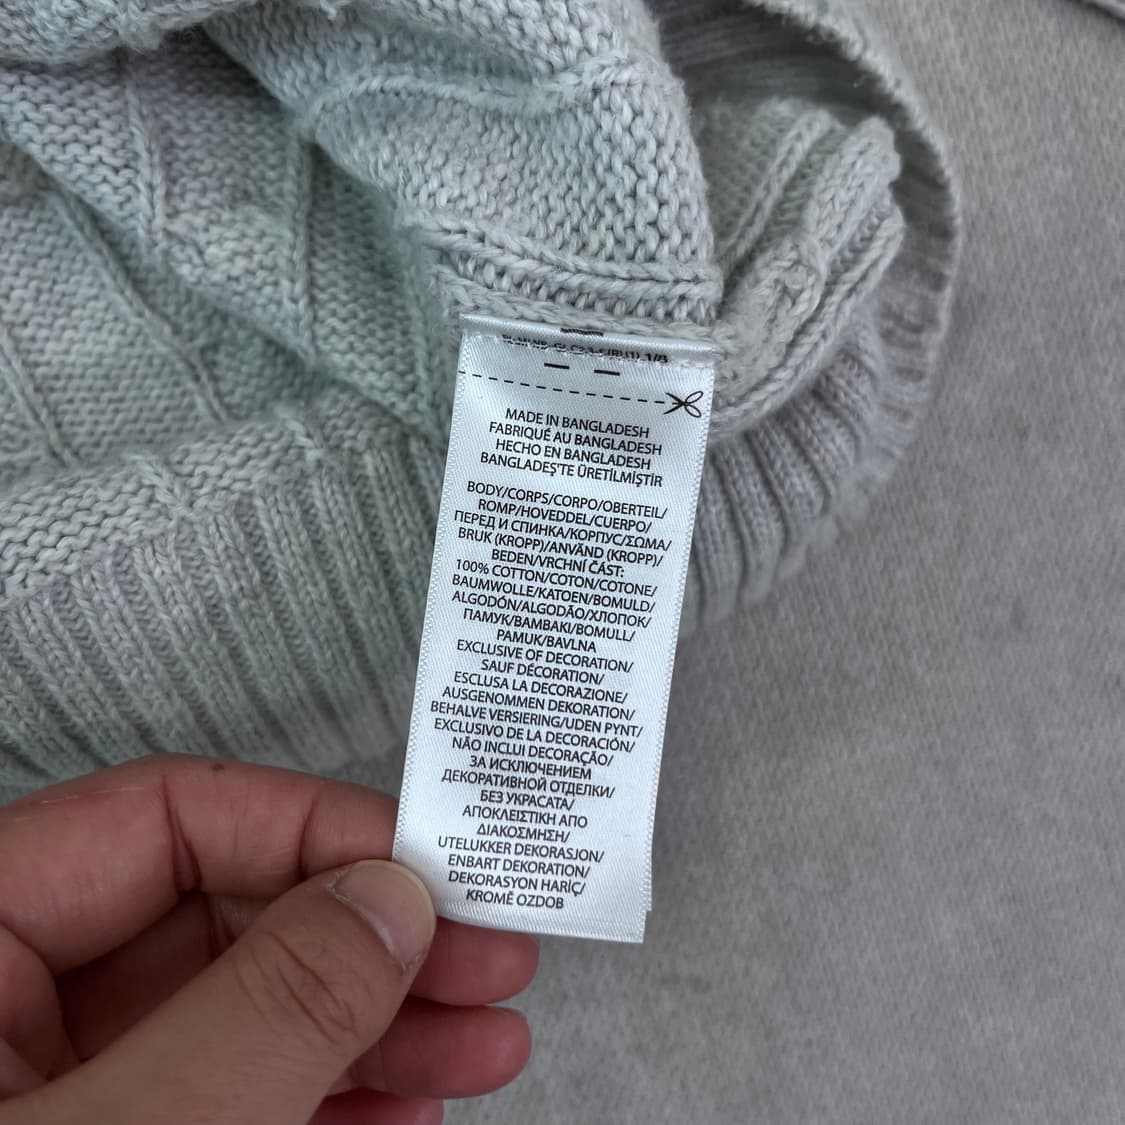 MADE IN BANGLADESH
FABRIQUÉ AU BANGLADESH
HECHO EN BANGLADESH
BANGLADEŞ'TE ÜRETİLMİŞTİR
BODY/CORPS/CORPO/OBERTEIL/
ROMP/HOVEDDEL/CUERPO/
ПЕРЕД И СПИНКА/КОРПУС/ΣΩΜΑ/
BRUK (KROPP)/ANVÄND (KROPP)/
BEDEN/VRCHNÍ ČAST:
100% COTTON/COTON/COTONE/
BAUMWOLLE/KATOEN/BOMULD/
ALGODÓN/ALGODÃO/ХЛОПОК/
ПАМУК/ΒΑΜΒΑΚΙ/BOMULL/
PAMUK/BAVLNA
EXCLUSIVE OF DECORATION/
SAUF DÉCORATION/
ESCLUSA LA DECORAZIONE/
AUSGENOMMEN DEKORATION/
BEHALVE VERSIERING/UDEN PYNT/
EXCLUSIVO DE LA DECORACIÓN/
NÃO INCLUI DECORAÇÃO/
ЗА ИСКЛЮЧЕНИЕМ
ДЕКОРАТИВНОЙ ОТДЕЛКИ/
БЕЗ УКРАСАТА/
ΑΠΟΚΛΕΙΣΤΙΚΗ ΑΠΟ
ΔΙΑΚΟΣΜΗΣΗ/
UTELUKKER DEKORASJON/
ENBART DEKORATION/
DEKORASYON HARİÇ/
KROMĚ OZDOB